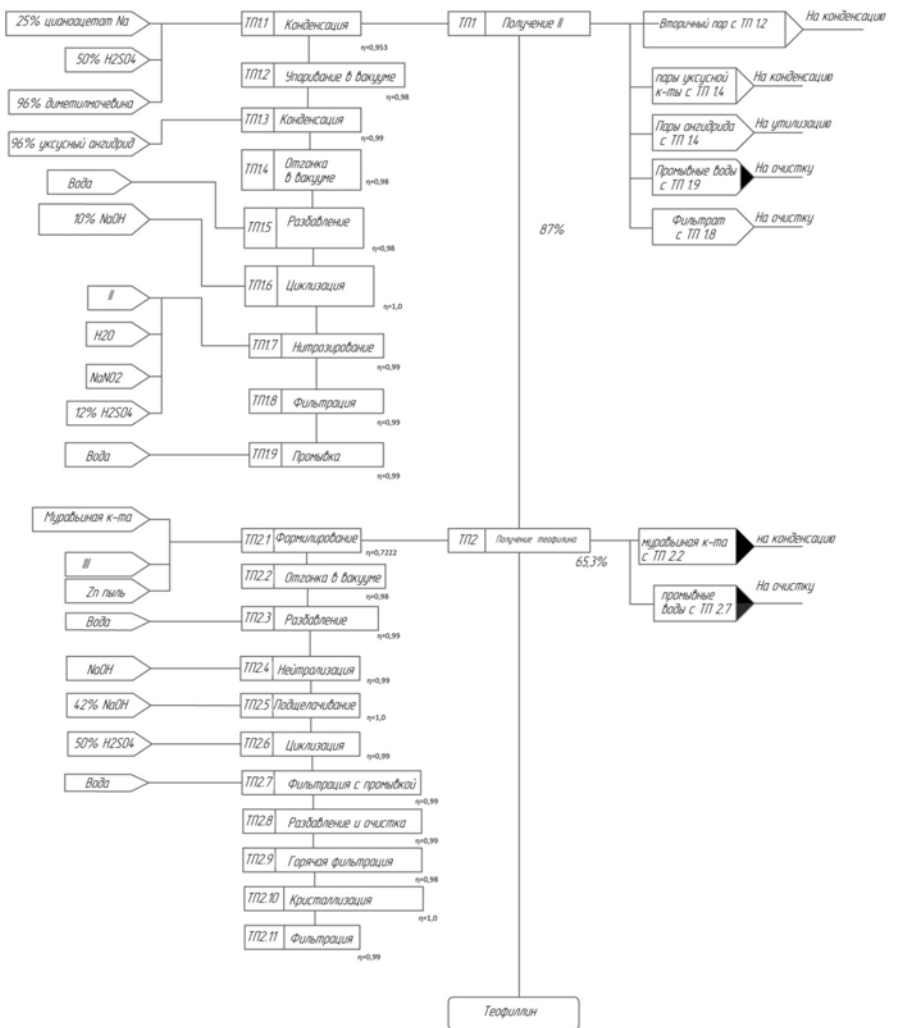 25% цианоацетат Na
50% H2SO4
96% диметилмочевина
96% уксусный ангидрид
Вода
10% NaOH
II
H2O
NaNO2
12% H2SO4
Вода
ТП1.1 Конденсация
η=0,953
ТП1.2 Упаривание в вакууме
η=0,98
ТП1.3 Конденсация
η=0,99
ТП1.4 Отгонка
в вакууме
η=0,98
ТП1.5 Разбавление
η=0,98
ТП1.6 Циклизация
η=1,0
ТП1.7 Нитрозирование
η=0,99
ТП1.8 Фильтрация
η=0,99
ТП1.9 Промывка
η=0,99
ТП1 Получение II
87%
Вторичный пар с ТП 1.2
На конденсацию
пары уксусной
к-ты с ТП 1.4
На конденсацию
Пары ангидрида
с ТП 1.4
На утилизацию
Промывные воды
с ТП 1.9
На очистку
Фильтрат
с ТП 1.8
На очистку
Муравьиная к-та
III
Zn пыль
Вода
NaOH
42% NaOH
50% H2SO4
Вода
ТП2.1 Формилирование
η=0,7222
ТП2.2 Отгонка в вакууме
η=0,98
ТП2.3 Разбавление
η=0,99
ТП2.4 Нейтрализация
η=0,99
ТП2.5 Подщелачивание
η=1,0
ТП2.6 Циклизация
η=0,99
ТП2.7 Фильтрация с промывкой
η=0,99
ТП2.8 Разбавление и очистка
η=0,99
ТП2.9 Горячая фильтрация
η=0,98
ТП2.10 Кристаллизация
η=1,0
ТП2.11 Фильтрация
η=0,99
ТП2 Получение теофилина
65,3%
муравьиная к-та
с ТП 2.2
на конденсацию
промывные
воды с ТП 2.7
На очистку
Теофиллин